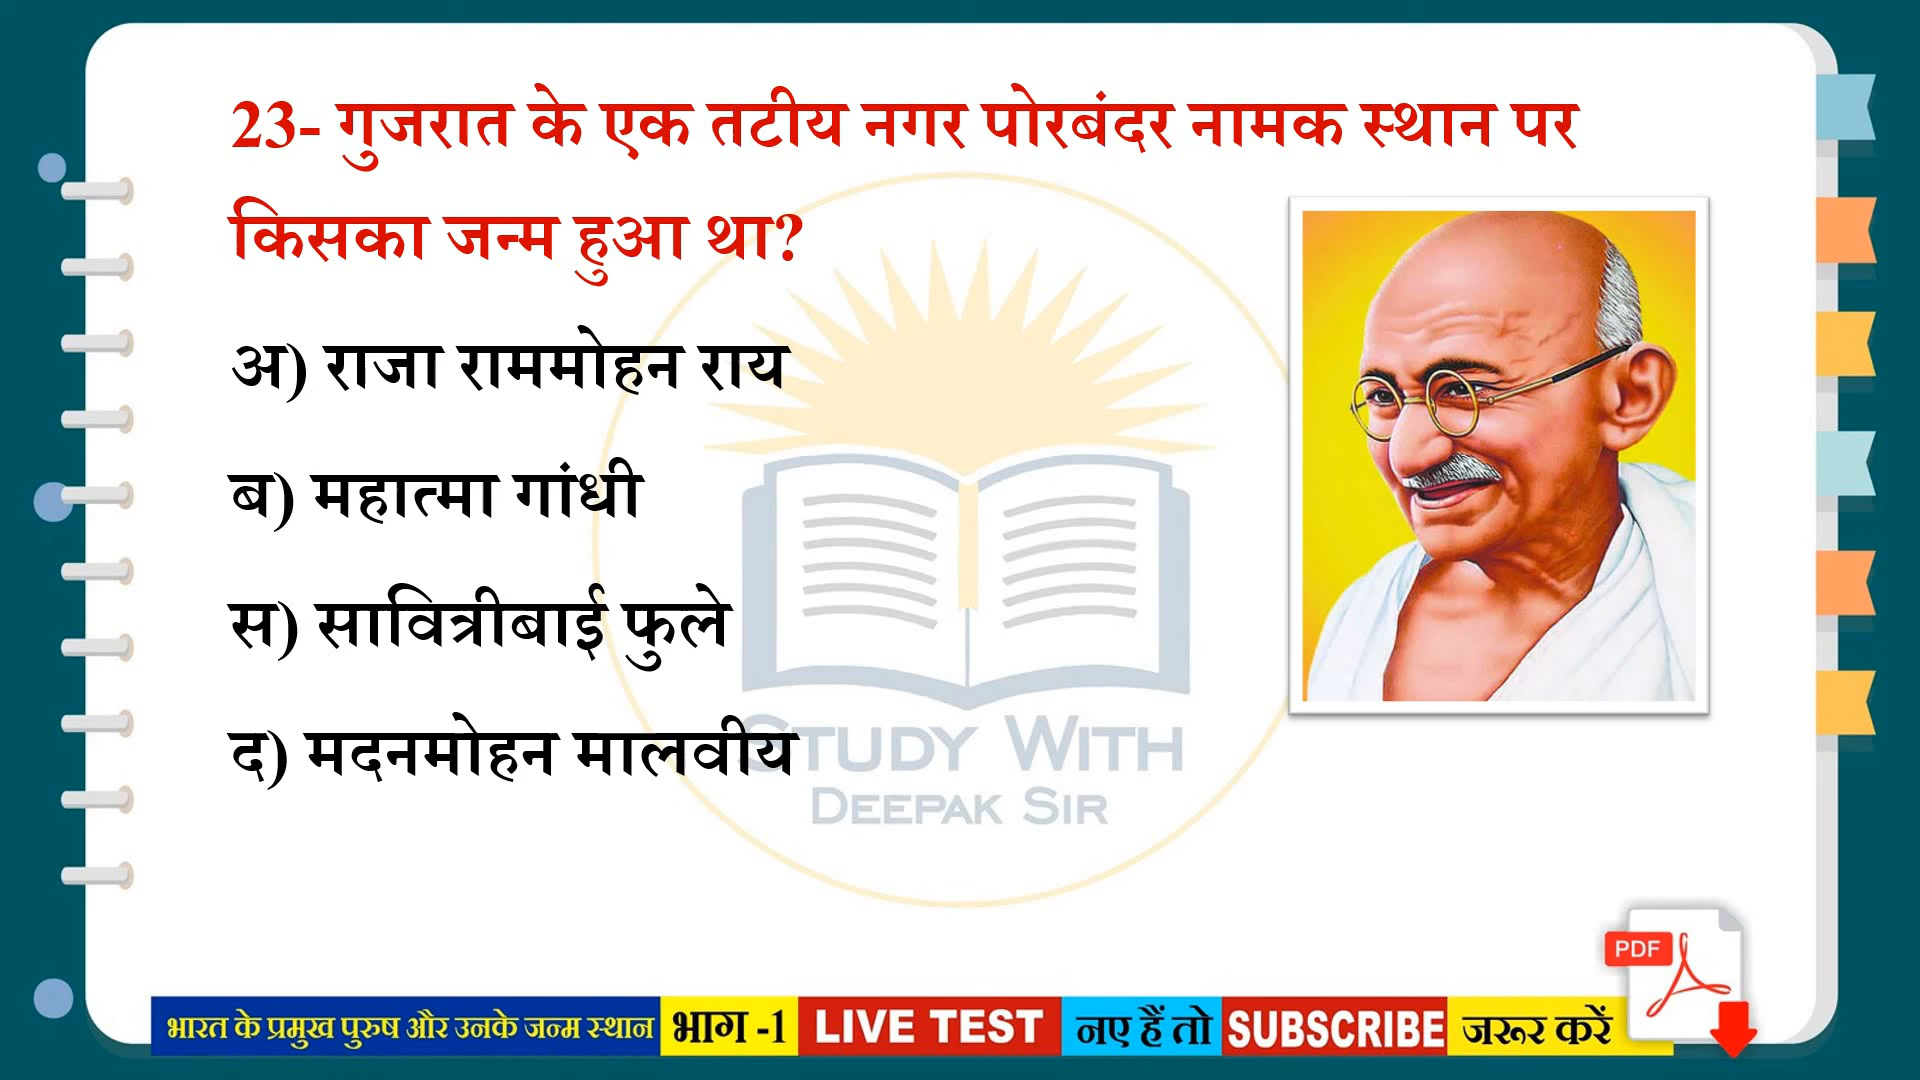 23- गुजरात के एक तटीय नगर पोरबंदर नामक स्थान पर
किसका जन्म हुआ था?
अ) राजा राममोहन राय
ब) महात्मा गांधी
स) सावित्रीबाई फुले
द) मदनमोहन मालवीय
STUDY WITH
DEEPAK SIR
PDF
भारत के प्रमुख पुरुष और उनके जन्म स्थान भाग -1 LIVE TEST नए हैं तो SUBSCRIBE जरूर करें